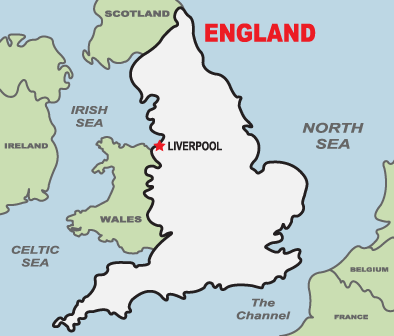 SCOTLAND
ENGLAND
IRISH
SEA
NORTH
SEA
IRELAND
LIVERPOOL
WALES
CELTIC
SEA
BELGIUM
The
Channel
FRANCE